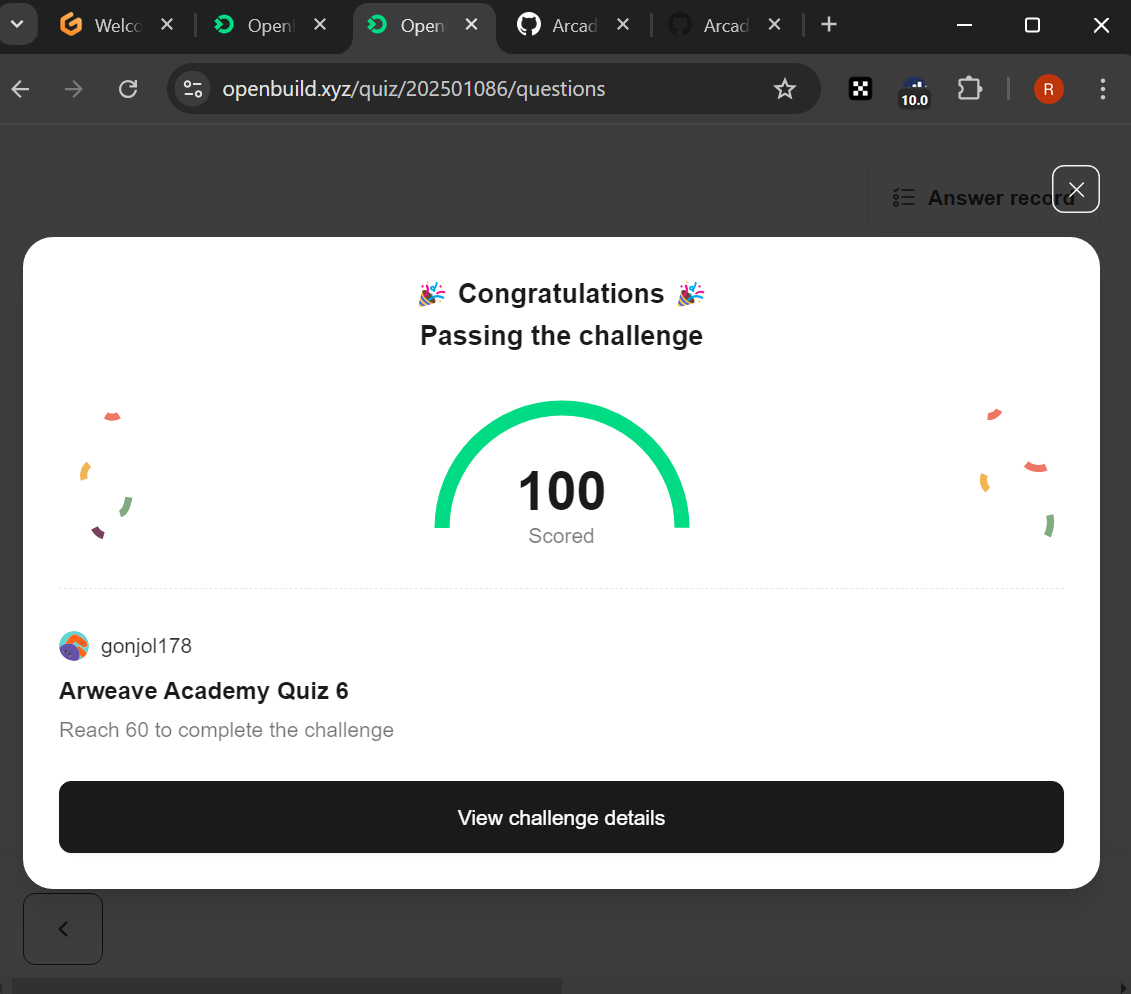 Welco
Open
Open
Arcad
Arcad
openbuild.xyz/quiz/202501086/questions
10.0
R
Answer record
Congratulations
Passing the challenge
100
Scored
gonjol178
Arweave Academy Quiz 6
Reach 60 to complete the challenge
View challenge details